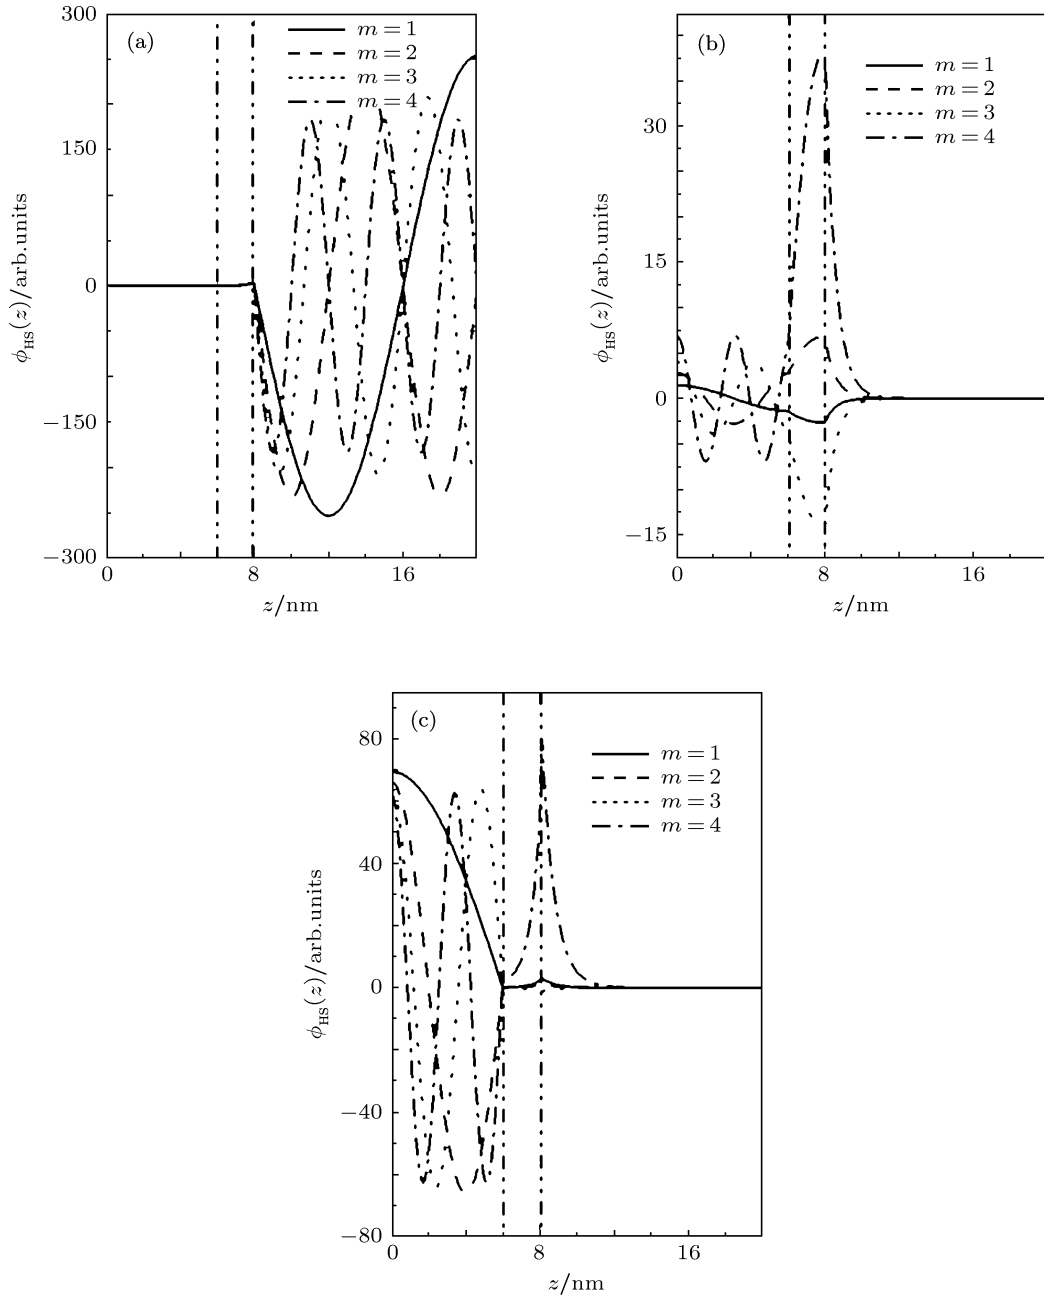 (a)
m = 1
m = 2
m = 3
m = 4
300
150
0
−150
−300
ϕHS(z)/arb.units
0 8 16
z/nm
(b)
m = 1
m = 2
m = 3
m = 4
30
15
0
−15
ϕHS(z)/arb.units
0 8 16
z/nm
(c)
m = 1
m = 2
m = 3
m = 4
80
40
0
−40
−80
ϕHS(z)/arb.units
0 8 16
z/nm